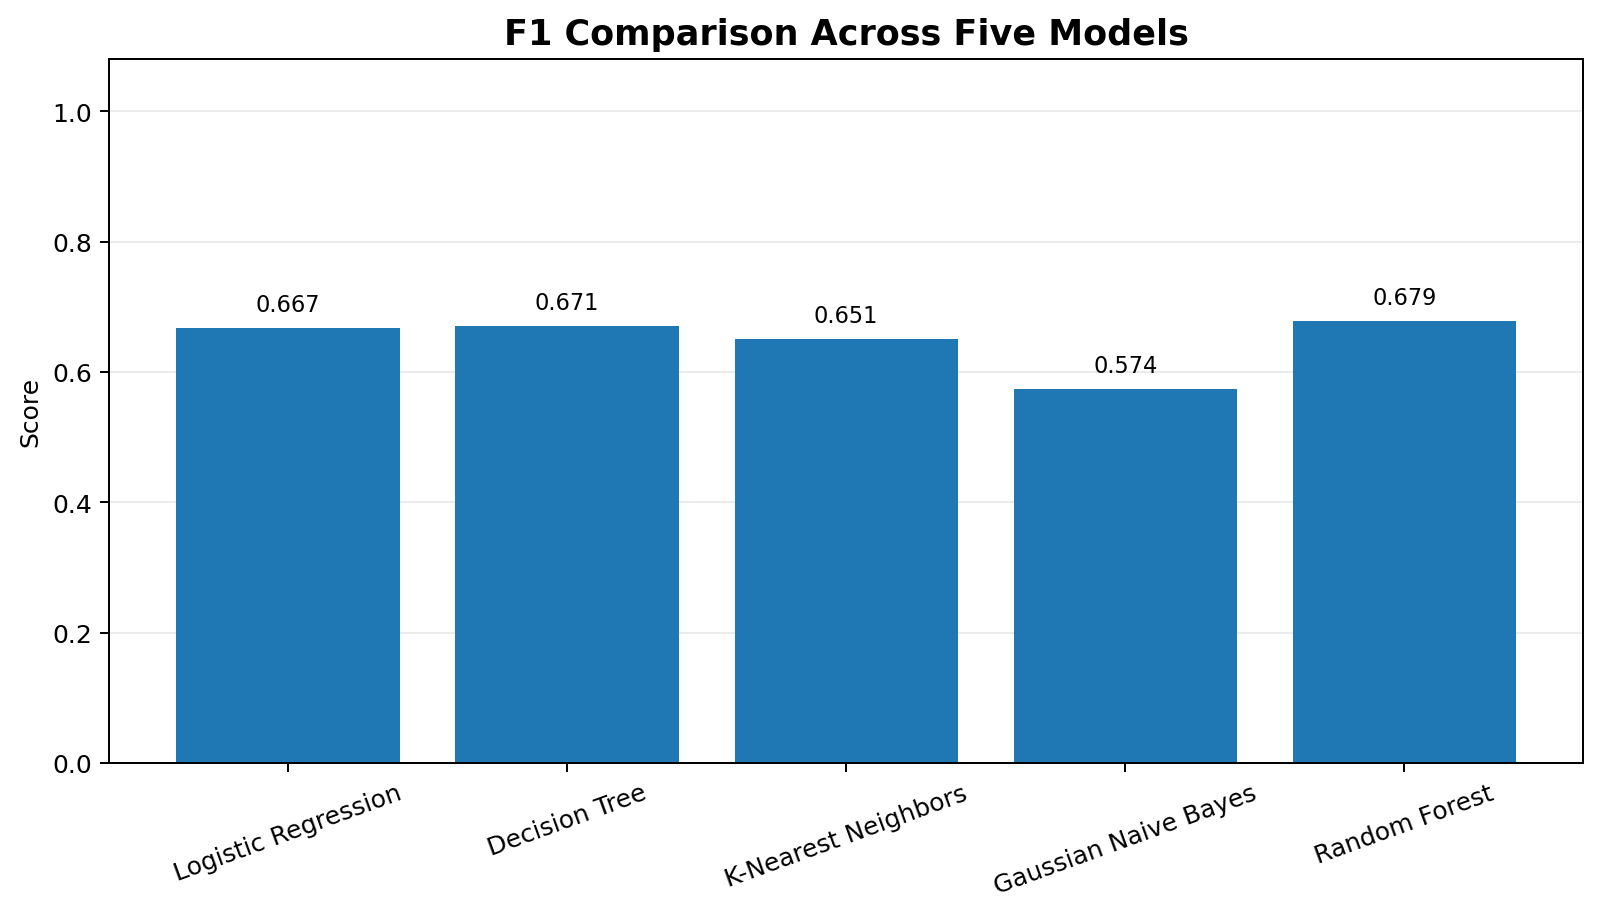 F1 Comparison Across Five Models
Score
1.0
0.8
0.6
0.4
0.2
0.0
0.667
0.671
0.651
0.574
0.679
Logistic Regression
Decision Tree
K-Nearest Neighbors
Gaussian Naive Bayes
Random Forest